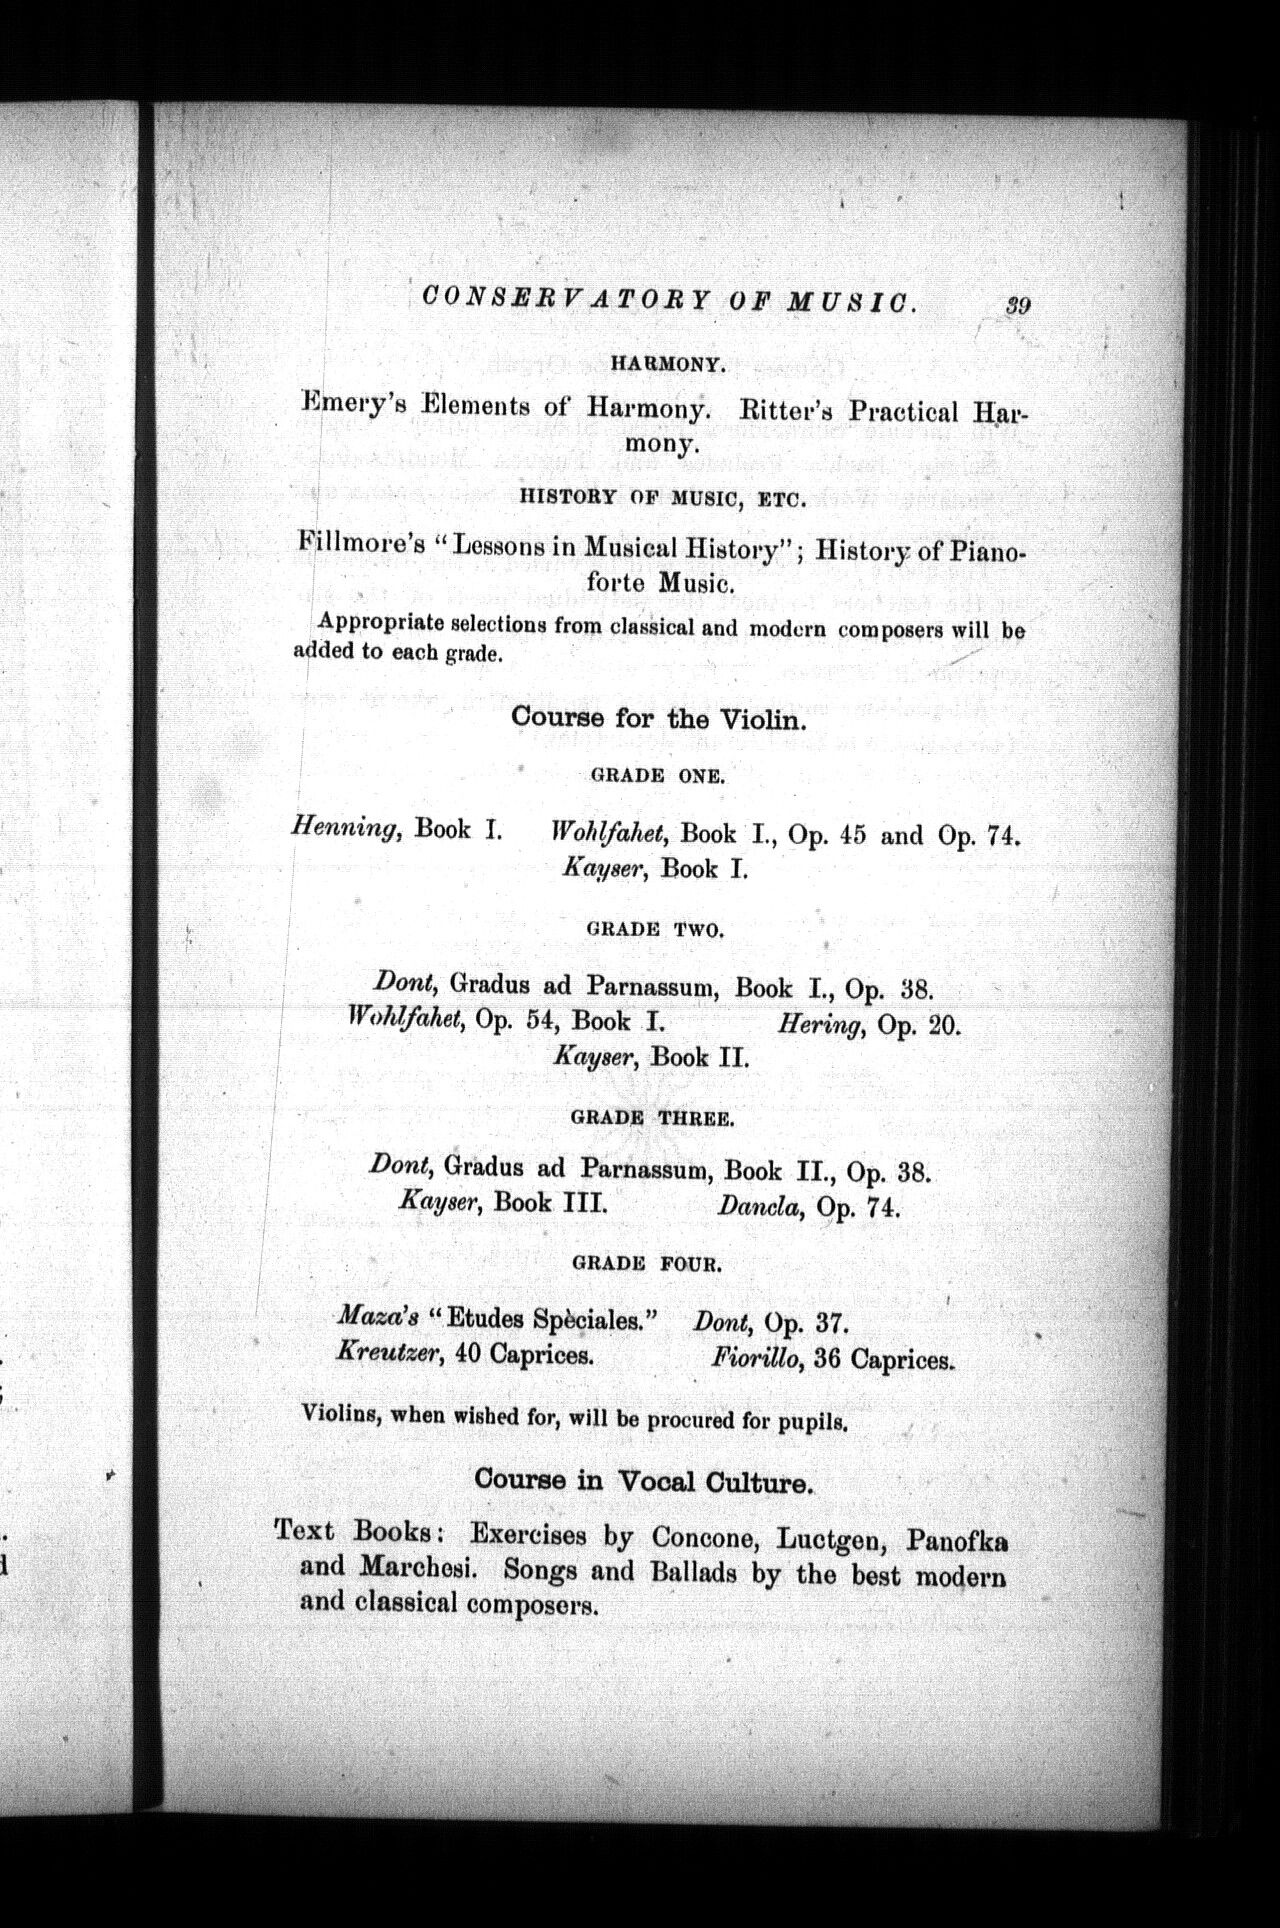 CONSERVATORY OF MUSIC. 39
HARMONY.
Emery's Elements of Harmony. Ritter's Practical Har-
mony.
HISTORY OF MUSIC, ETC.
Fillmore's "Lessons in Musical History"; History of Piano-
forte Music.
Appropriate selections from classical and modern composers will be
added to each grade.
Course for the Violin.
GRADE ONE.
Henning, Book I. Wohlfahet, Book I., Op. 45 and Op. 74.
Kayser, Book I.
GRADE TWO.
Dont, Gradus ad Parnassum, Book I., Op. 38.
Wohlfahet, Op. 54, Book I. Hering, Op. 20.
Kayser, Book II.
GRADE THREE.
Dont, Gradus ad Parnassum, Book II., Op. 38.
Kayser, Book III. Dancla, Op. 74.
GRADE FOUR.
Maza's "Etudes Spèciales." Dont, Op. 37.
Kreutzer, 40 Caprices. Fiorillo, 36 Caprices.
Violins, when wished for, will be procured for pupils.
Course in Vocal Culture.
Text Books: Exercises by Concone, Luctgen, Panofka
and Marchesi. Songs and Ballads by the best modern
and classical composers.